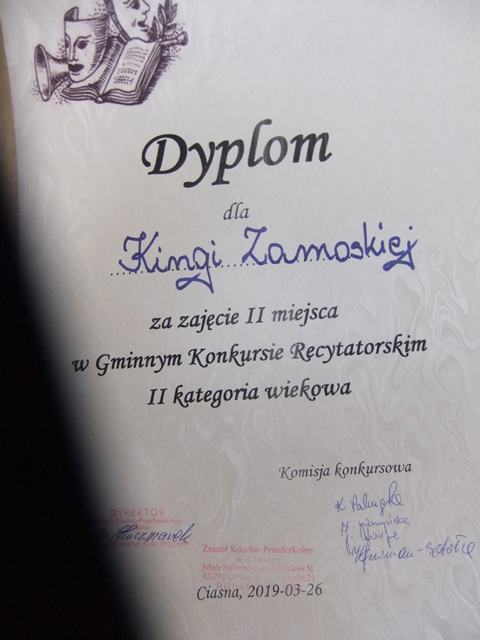 Dyplom
dla
Kingi Zamoskiej
za zajęcie II miejsca
w Gminnym Konkursie Recytatorskim
II kategoria wiekowa
Komisja konkursowa
DYREKTOR
Zespół Szkolno-Przedszkolny
w Ciasnej
Ciasna, 2019-03-26